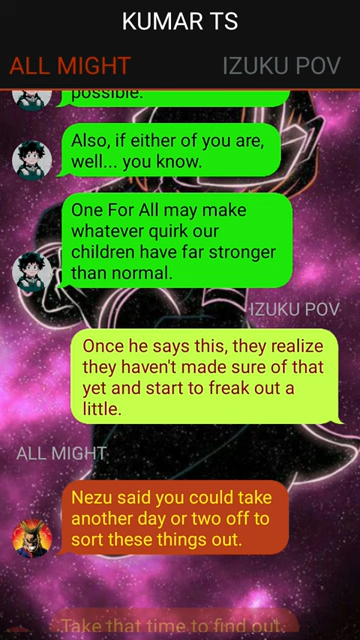 KUMAR TS
ALL MIGHT
IZUKU POV
possible.
Also, if either of you are,
well... you know.
One For All may make
whatever quirk our
children have far stronger
than normal.
IZUKU POV
Once he says this, they realize
they haven't made sure of that
yet and start to freak out a
little.
ALL MIGHT
Nezu said you could take
another day or two off to
sort these things out.
Take that time to find out.